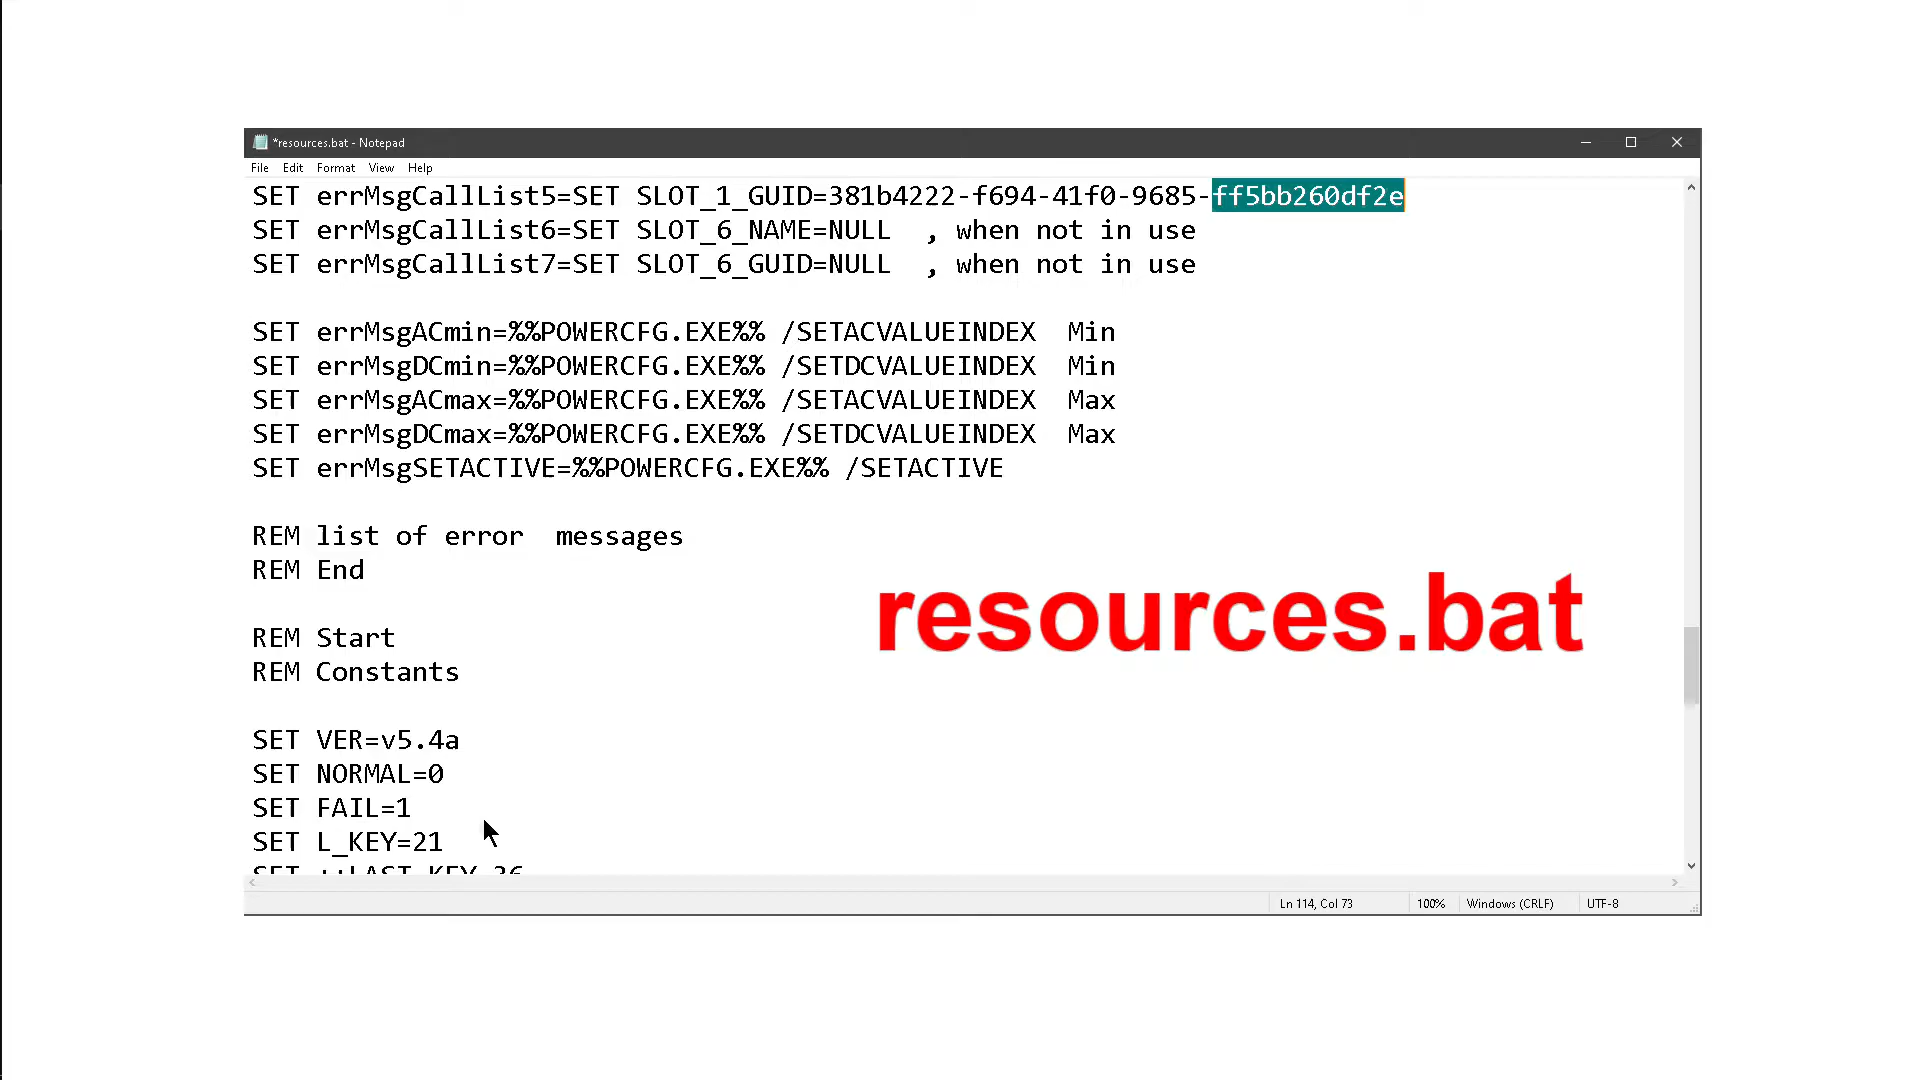 *resources.bat - Notepad
File Edit Format View Help
SET errMsgCallList5=SET SLOT_1_GUID=381b4222-f694-41f0-9685-ff5bb260df2e
SET errMsgCallList6=SET SLOT_6_NAME=NULL  , when not in use
SET errMsgCallList7=SET SLOT_6_GUID=NULL  , when not in use
SET errMsgACmin=%%POWERCFG.EXE%% /SETACVALUEINDEX  Min
SET errMsgDCmin=%%POWERCFG.EXE%% /SETDCVALUEINDEX  Min
SET errMsgACmax=%%POWERCFG.EXE%% /SETACVALUEINDEX  Max
SET errMsgDCmax=%%POWERCFG.EXE%% /SETDCVALUEINDEX  Max
SET errMsgSETACTIVE=%%POWERCFG.EXE%% /SETACTIVE
REM list of error  messages
REM End
resources.bat
REM Start
REM Constants
SET VER=v5.4a
SET NORMAL=0
SET FAIL=1
SET L_KEY=21
Ln 114, Col 73 100% Windows (CRLF) UTF-8